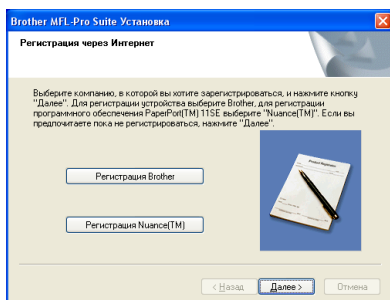 Brother MFL-Pro Suite Установка
Регистрация через Интернет
Выберите компанию, в которой вы хотите зарегистрироваться, и нажмите кнопку
"Далее". Для регистрации устройства выберите Brother, для регистрации
программного обеспечения PaperPort(TM) 11SE выберите "Nuance(TM)". Если вы
предпочитаете пока не регистрироваться, нажмите "Далее".
Регистрация Brother
Регистрация Nuance(TM)
< Назад
Далее >
Отмена